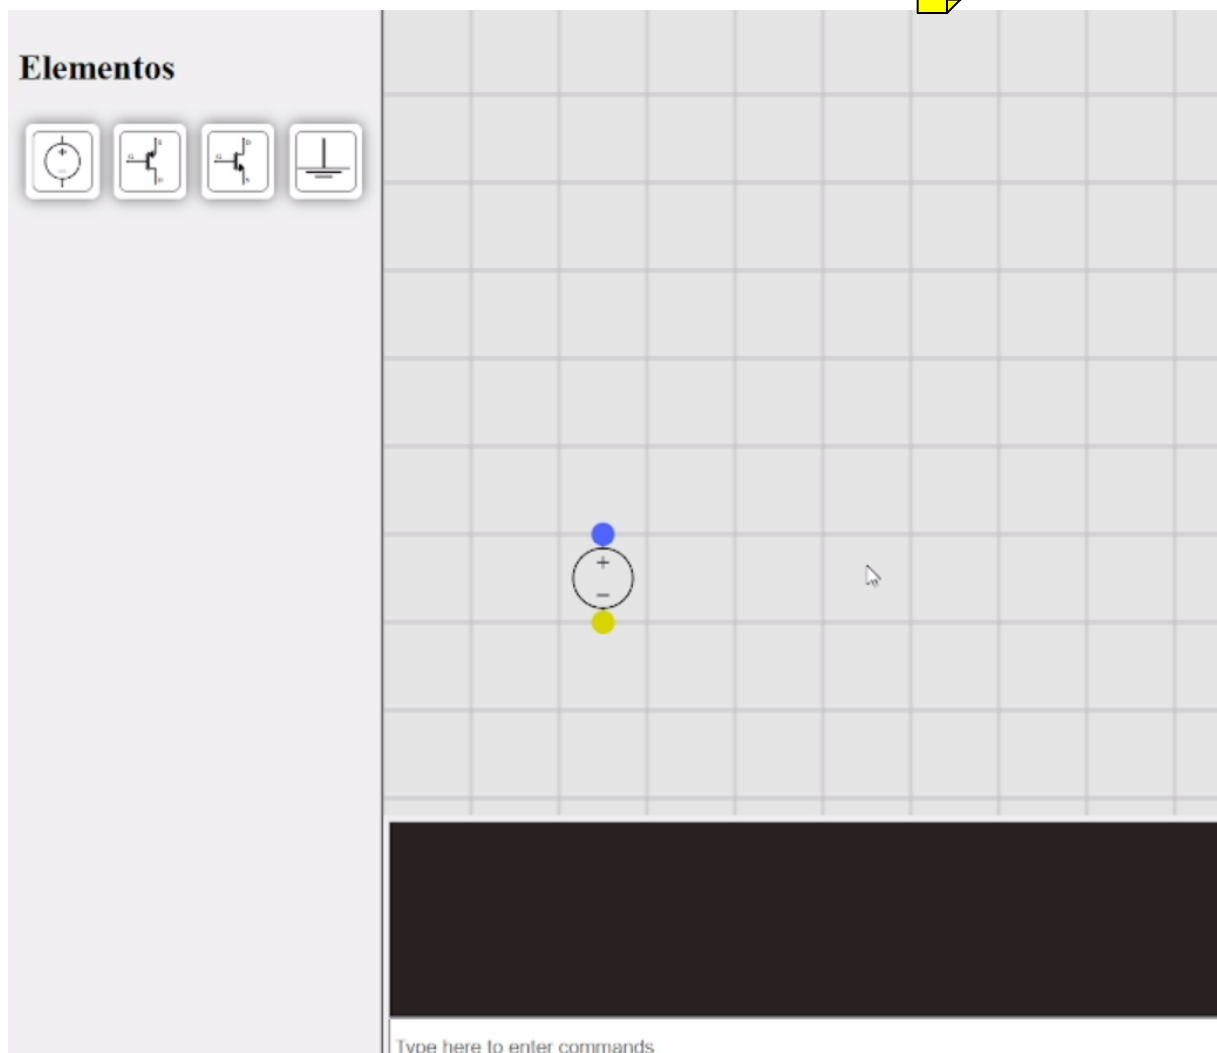 Elementos
+
−
G
S
D
G
D
S
+
−
Type here to enter commands